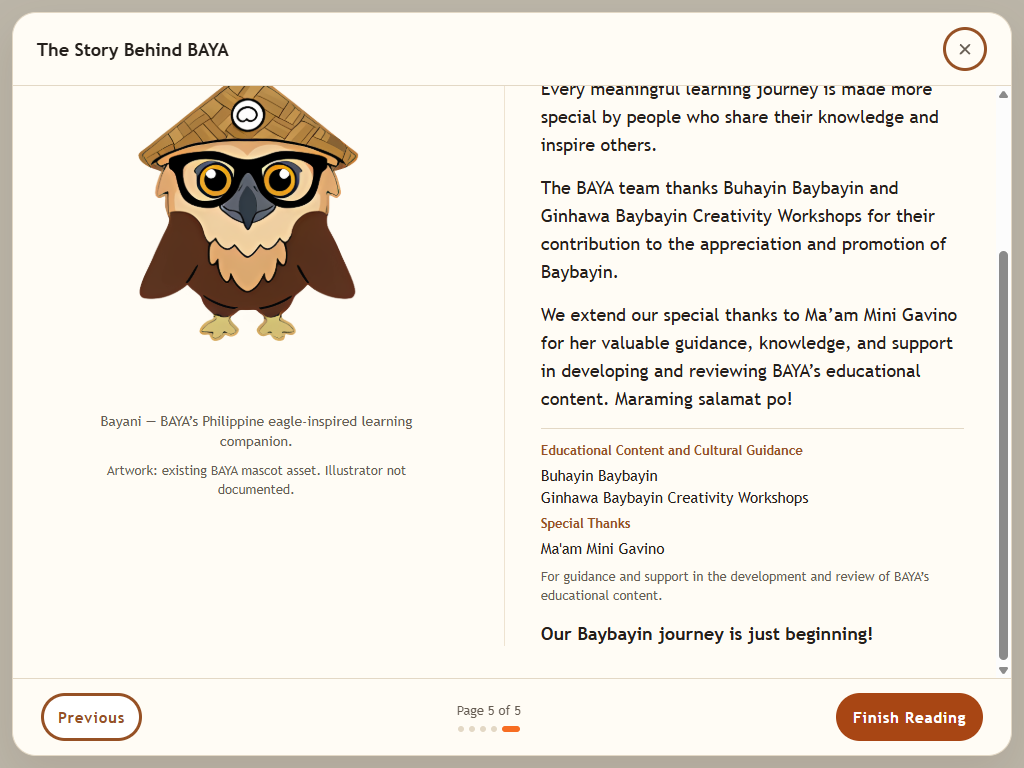 The Story Behind BAYA
Bayani — BAYA’s Philippine eagle-inspired learning
companion.
Artwork: existing BAYA mascot asset. Illustrator not
documented.
Every meaningful learning journey is made more
special by people who share their knowledge and
inspire others.
The BAYA team thanks Buhayin Baybayin and
Ginhawa Baybayin Creativity Workshops for their
contribution to the appreciation and promotion of
Baybayin.
We extend our special thanks to Ma’am Mini Gavino
for her valuable guidance, knowledge, and support
in developing and reviewing BAYA’s educational
content. Maraming salamat po!
Educational Content and Cultural Guidance
Buhayin Baybayin
Ginhawa Baybayin Creativity Workshops
Special Thanks
Ma'am Mini Gavino
For guidance and support in the development and review of BAYA’s
educational content.
Our Baybayin journey is just beginning!
Previous
Page 5 of 5
Finish Reading